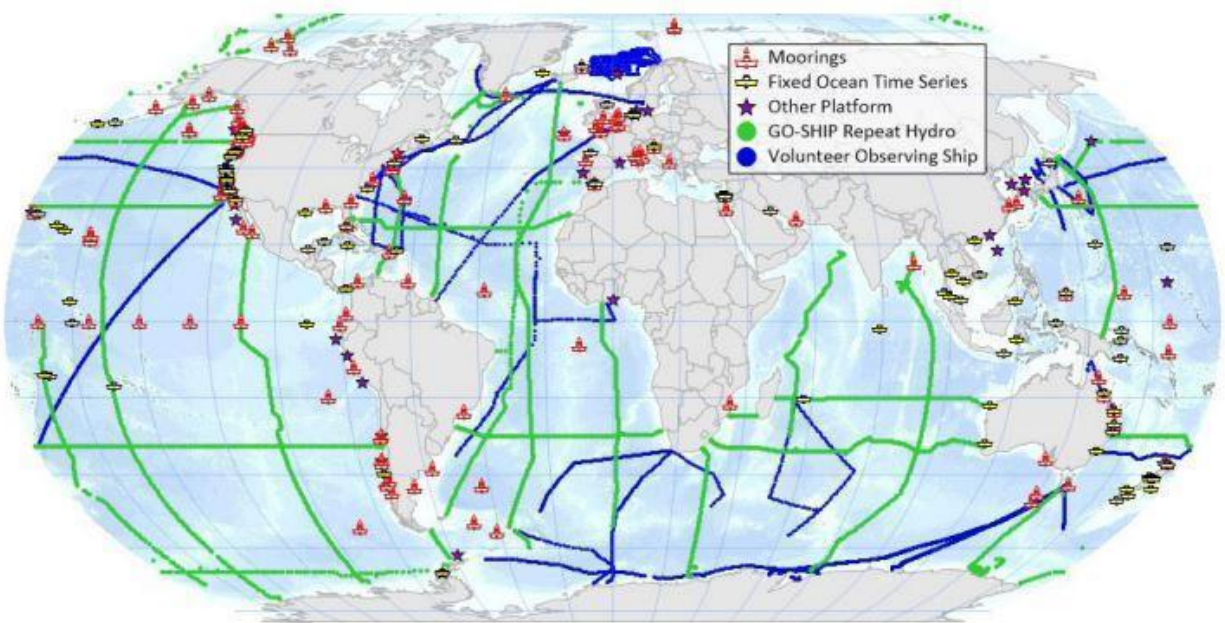 Moorings
Fixed Ocean Time Series
Other Platform
GO-SHIP Repeat Hydro
Volunteer Observing Ship